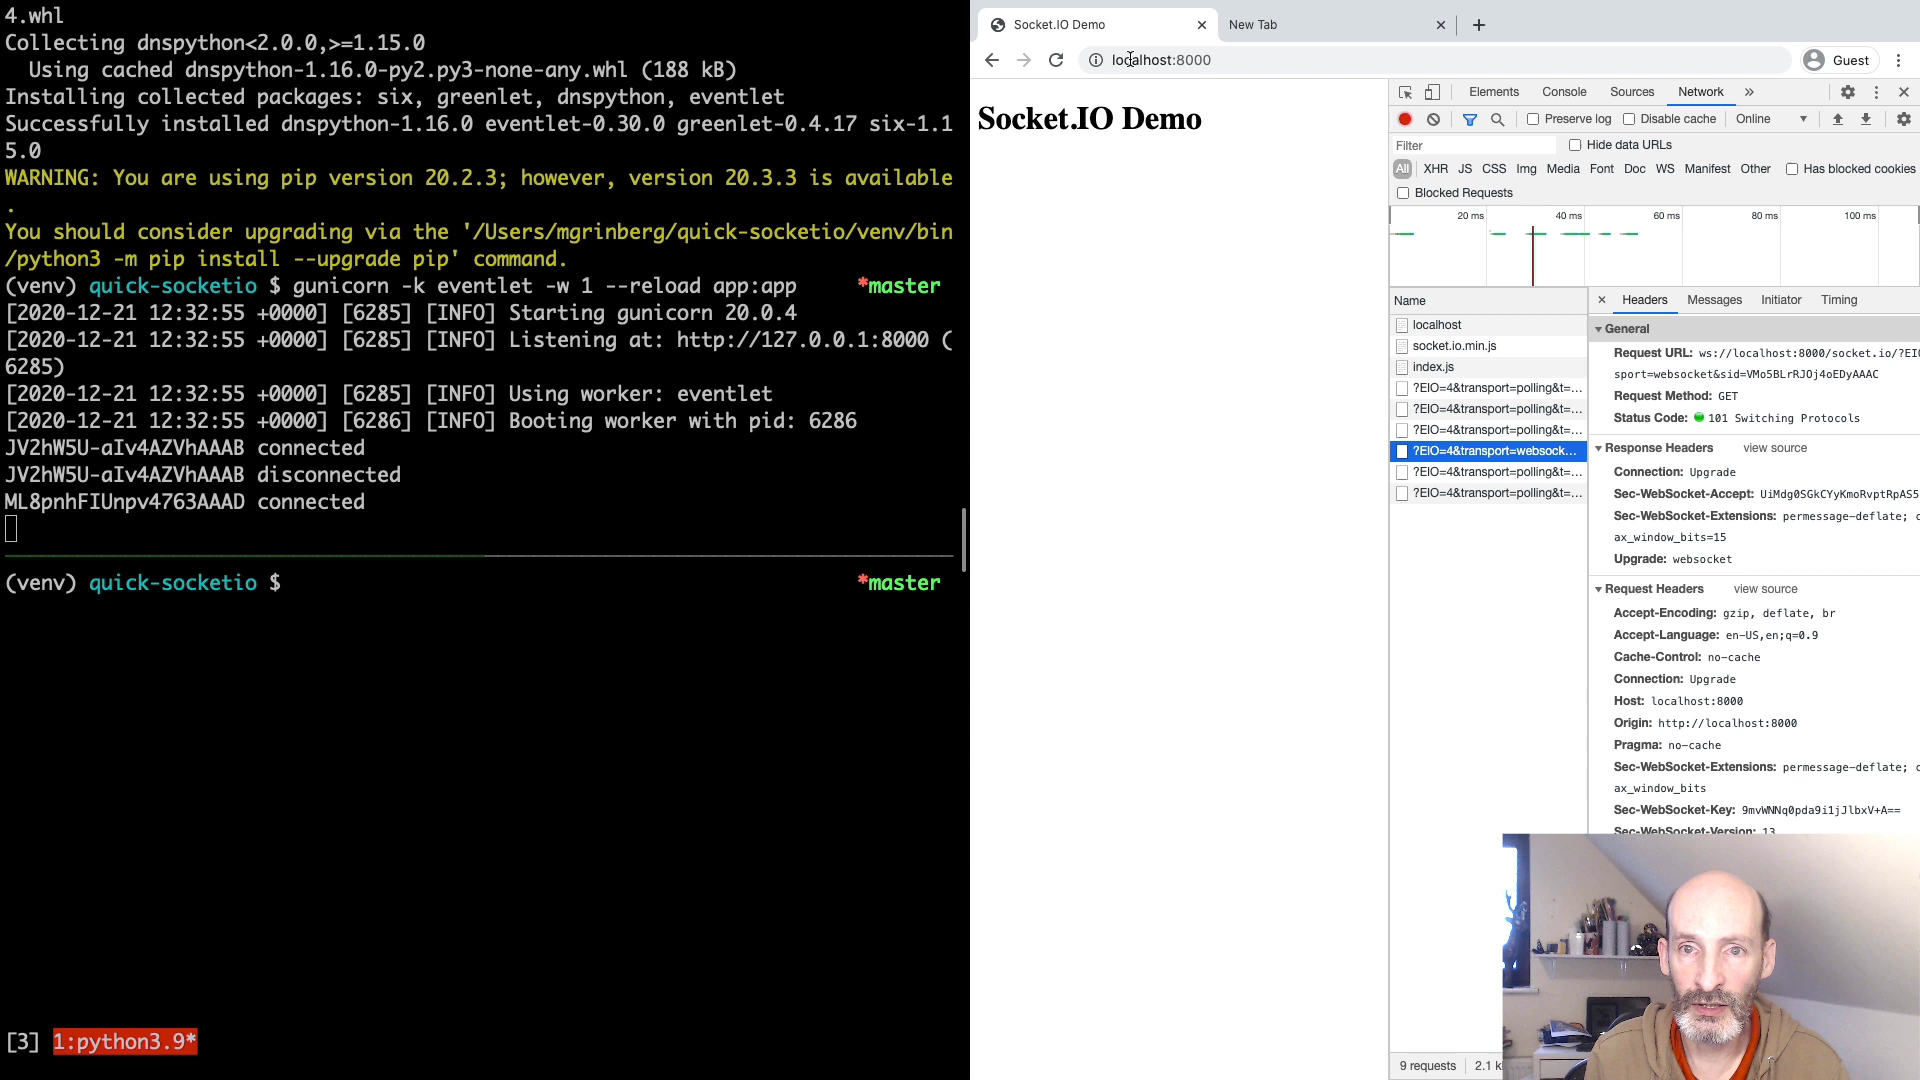 4.whl
Collecting dnspython<2.0.0,>=1.15.0
Using cached dnspython-1.16.0-py2.py3-none-any.whl (188 kB)
Installing collected packages: six, greenlet, dnspython, eventlet
Successfully installed dnspython-1.16.0 eventlet-0.30.0 greenlet-0.4.17 six-1.1
5.0
WARNING: You are using pip version 20.2.3; however, version 20.3.3 is available
.
You should consider upgrading via the '/Users/mgrinberg/quick-socketio/venv/bin
/python3 -m pip install --upgrade pip' command.
(venv) quick-socketio $ gunicorn -k eventlet -w 1 --reload app:app *master
[2020-12-21 12:32:55 +0000] [6285] [INFO] Starting gunicorn 20.0.4
[2020-12-21 12:32:55 +0000] [6285] [INFO] Listening at: http://127.0.0.1:8000 (
6285)
[2020-12-21 12:32:55 +0000] [6285] [INFO] Using worker: eventlet
[2020-12-21 12:32:55 +0000] [6286] [INFO] Booting worker with pid: 6286
JV2hW5U-aIv4AZVhAAAB connected
JV2hW5U-aIv4AZVhAAAB disconnected
ML8pnhFIUnpv4763AAAD connected
(venv) quick-socketio $ *master
[3] 1:python3.9*
Socket.IO Demo
New Tab
localhost:8000
Guest
Socket.IO Demo
Elements Console Sources Network »
Preserve log Disable cache Online
Filter
Hide data URLs
All XHR JS CSS Img Media Font Doc WS Manifest Other Has blocked cookies
Blocked Requests
20 ms 40 ms 60 ms 80 ms 100 ms
Name
localhost
socket.io.min.js
index.js
?EIO=4&transport=polling&t=...
?EIO=4&transport=polling&t=...
?EIO=4&transport=polling&t=...
?EIO=4&transport=websock...
?EIO=4&transport=polling&t=...
?EIO=4&transport=polling&t=...
9 requests 2.1 k
Headers Messages Initiator Timing
General
Request URL: ws://localhost:8000/socket.io/?EIO
sport=websocket&sid=VMo5BLrRJOj4oEDyAAAC
Request Method: GET
Status Code: 101 Switching Protocols
Response Headers view source
Connection: Upgrade
Sec-WebSocket-Accept: UiMdg0SGkCYyKmoRvptRpAS5
Sec-WebSocket-Extensions: permessage-deflate; c
ax_window_bits=15
Upgrade: websocket
Request Headers view source
Accept-Encoding: gzip, deflate, br
Accept-Language: en-US,en;q=0.9
Cache-Control: no-cache
Connection: Upgrade
Host: localhost:8000
Origin: http://localhost:8000
Pragma: no-cache
Sec-WebSocket-Extensions: permessage-deflate; c
ax_window_bits
Sec-WebSocket-Key: 9mvWNNq0pda9i1jJlbxV+A==
Sec-WebSocket-Version: 13